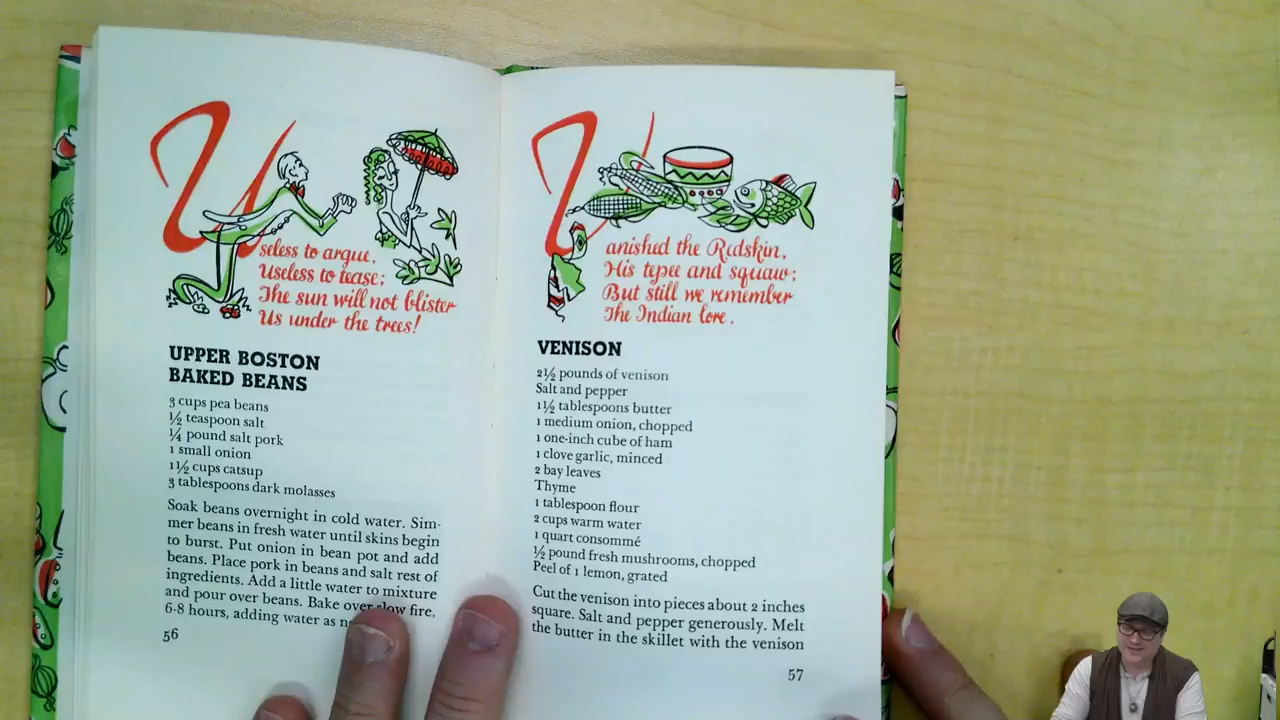 Useless to argue,
Useless to tease;
The sun will not blister
Us under the trees!
UPPER BOSTON
BAKED BEANS
3 cups pea beans
½ teaspoon salt
¼ pound salt pork
1 small onion
1½ cups catsup
3 tablespoons dark molasses
Soak beans overnight in cold water. Sim-
mer beans in fresh water until skins begin
to burst. Put onion in bean pot and add
beans. Place pork in beans and salt rest of
ingredients. Add a little water to mixture
and pour over beans. Bake over slow fire,
6-8 hours, adding water as
56
Vanished the Redskin,
His tepee and squaw;
But still we remember
The Indian lore.
VENISON
2½ pounds of venison
Salt and pepper
1½ tablespoons butter
1 medium onion, chopped
1 one-inch cube of ham
1 clove garlic, minced
2 bay leaves
Thyme
1 tablespoon flour
2 cups warm water
1 quart consommé
½ pound fresh mushrooms, chopped
Peel of 1 lemon, grated
Cut the venison into pieces about 2 inches
square. Salt and pepper generously. Melt
the butter in the skillet with the venison
57